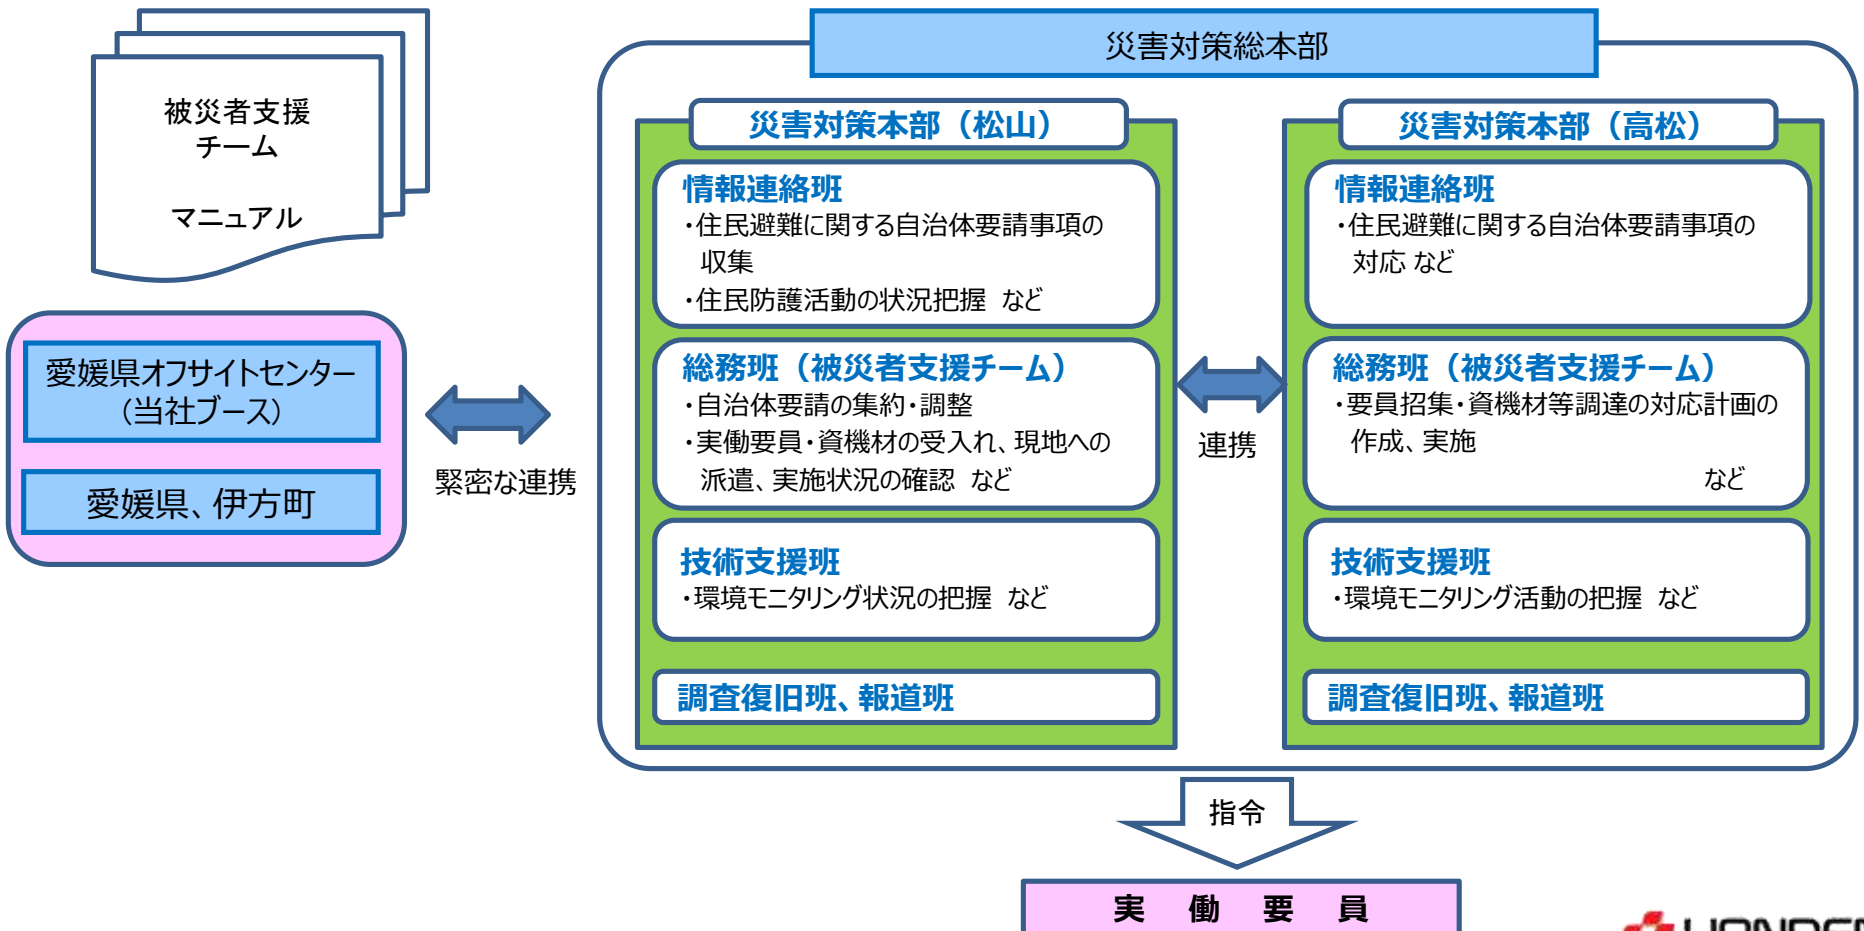 被災者支援
チーム
マニュアル
愛媛県オフサイトセンター
(当社ブース)
愛媛県、伊方町
緊密な連携
災害対策総本部
災害対策本部（松山）
情報連絡班
・住民避難に関する自治体要請事項の
収集
・住民防護活動の状況把握 など
総務班（被災者支援チーム）
・自治体要請の集約・調整
・実働要員・資機材の受入れ、現地への
派遣、実施状況の確認 など
技術支援班
・環境モニタリング状況の把握 など
調査復旧班、報道班
連携
災害対策本部（高松）
情報連絡班
・住民避難に関する自治体要請事項の
対応 など
総務班（被災者支援チーム）
・要員招集・資機材等調達の対応計画の
作成、実施
など
技術支援班
・環境モニタリング活動の把握 など
調査復旧班、報道班
指令
実 働 要 員